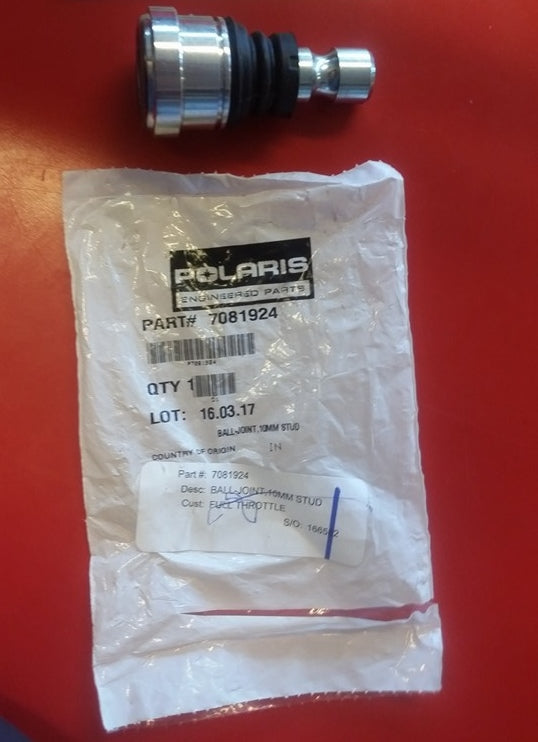 POLARIS
ENGINEERED PARTS
PART# 7081924
QTY 1
LOT: 16.03.17
BALL-JOINT,10MM STUD
COUNTRY OF ORIGIN IN
Part #: 7081924
Desc: BALL-JOINT,10MM STUD
Cust: FULL THROTTLE
S/O: